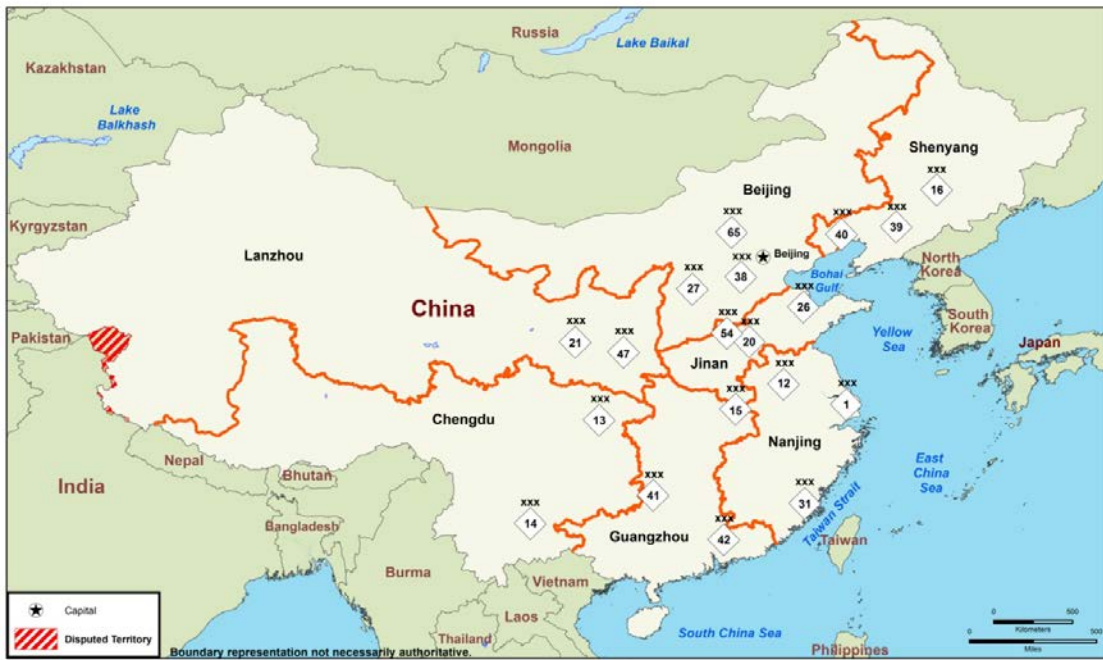 Russia
Lake Baikal
Kazakhstan
Lake
Balkhash
Mongolia
Shenyang
xxx
16
Beijing
xxx
65
xxx
40
xxx
39
Kyrgyzstan
Lanzhou
Beijing
xxx
38
xxx
27
Bohai
Gulf
North
Korea
China
xxx
26
South
Korea
Pakistan
xxx
54
xxx
20
Yellow
Sea
Japan
xxx
21
xxx
47
Jinan
xxx
12
xxx
15
xxx
1
Chengdu
xxx
13
Nanjing
Nepal
Bhutan
India
East
China
Sea
xxx
41
xxx
31
Taiwan Strait
xxx
14
Bangladesh
Guangzhou
xxx
42
Taiwan
Burma
Vietnam
Laos
Thailand
South China Sea
Philippines
Capital
Disputed Territory
Boundary representation not necessarily authoritative.
0
500
Kilometers
0
500
Miles